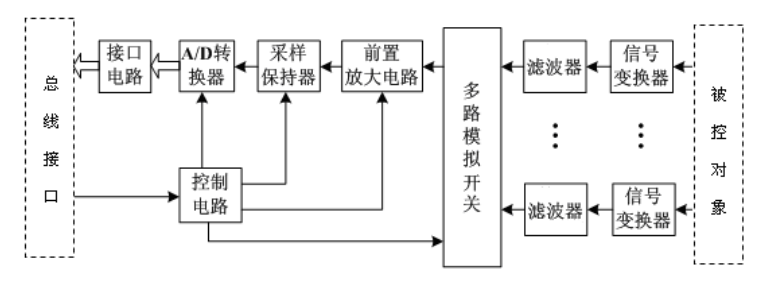 总线接口
接口
电路
A/D转
换器
采样
保持器
前置
放大电路
多路模拟开关
滤波器
信号
变换器
被控对象
控制
电路
滤波器
信号
变换器